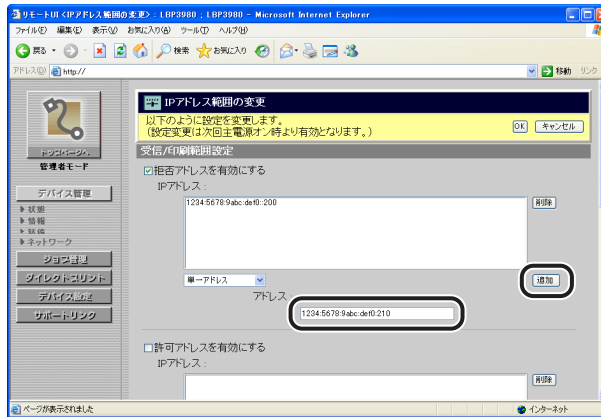 リモートUI <IPアドレス範囲の変更> : LBP3980 ; LBP3980 - Microsoft Internet Explorer
ファイル(F) 編集(E) 表示(V) お気に入り(A) ツール(T) ヘルプ(H)
戻る 検索 お気に入り
アドレス(D) http:// 移動 リンク
IPアドレス範囲の変更
以下のように設定を変更します。
(設定変更は次回主電源オン時より有効となります。)
OK キャンセル
トップページへ
管理者モード
デバイス管理
状態
情報
ネットワーク
ジョブ管理
ダイレクトプリント
デバイス設定
サポートリンク
受信/印刷範囲設定
拒否アドレスを有効にする
IPアドレス :
1234:5678:9abc:def0::200
削除
単一アドレス
追加
アドレス
1234:5678:9abc:def0:210
許可アドレスを有効にする
IPアドレス :
削除
ページが表示されました
インターネット